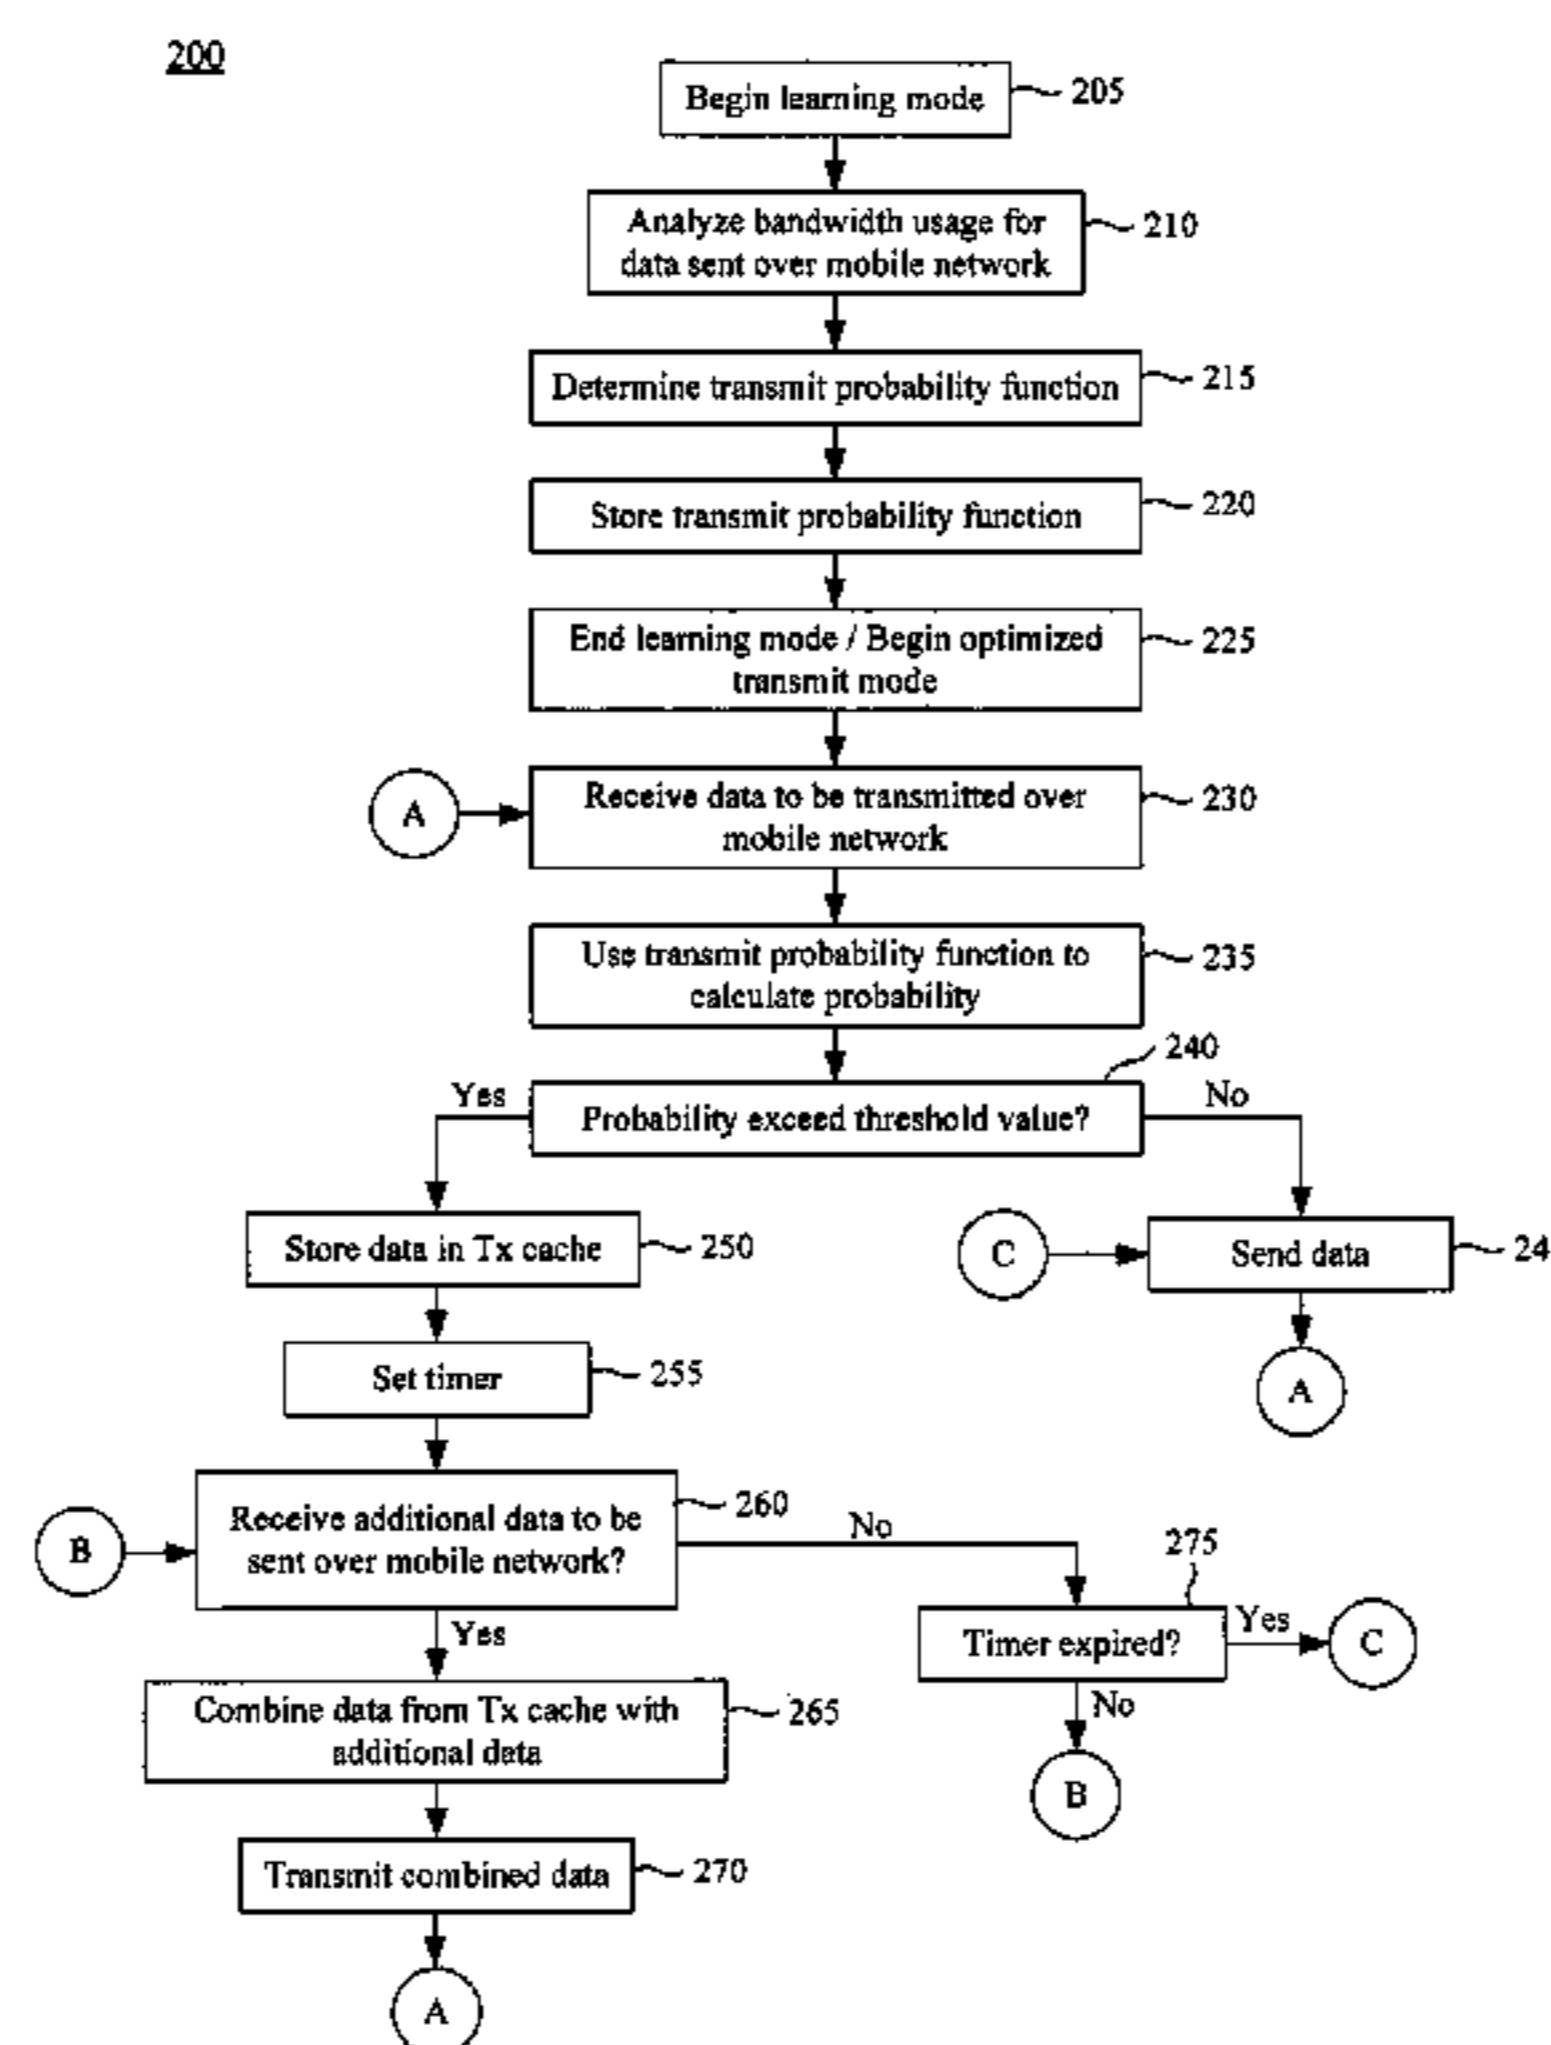 200
Begin learning mode
205
Analyze bandwidth usage for
data sent over mobile network
210
Determine transmit probability function
215
Store transmit probability function
220
End learning mode / Begin optimized
transmit mode
225
A
Receive data to be transmitted over
mobile network
230
Use transmit probability function to
calculate probability
235
240
Yes
Probability exceed threshold value?
No
Store data in Tx cache
250
C
Send data
24
Set timer
255
A
B
Receive additional data to be
sent over mobile network?
260
No
275
Timer expired?
Yes
C
Yes
No
Combine data from Tx cache with
additional data
265
B
Transmit combined data
270
A